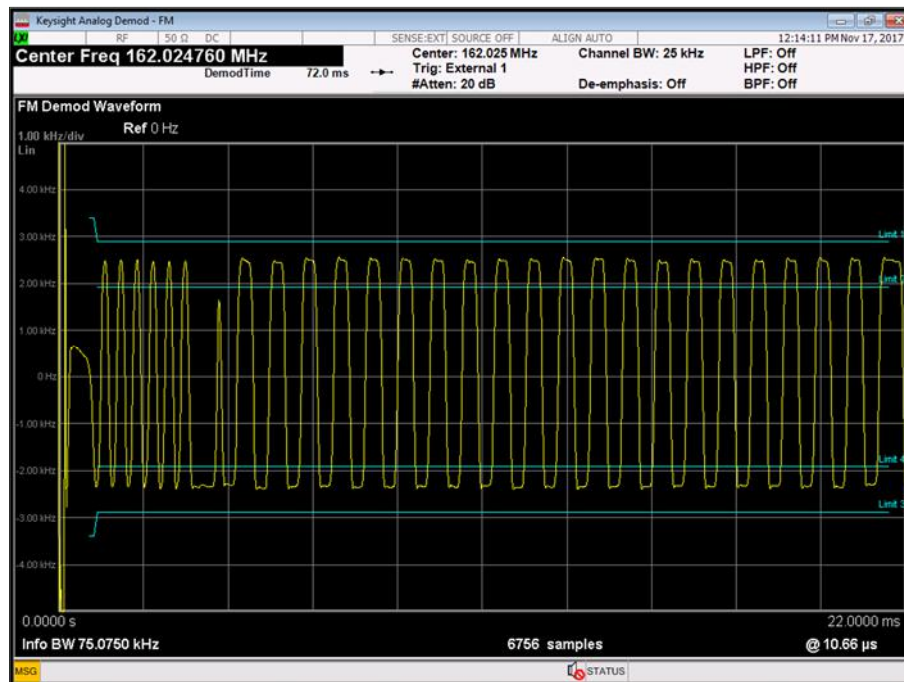 Keysight Analog Demod - FM
LXI RF 50 Ω DC SENSE:EXT SOURCE OFF ALIGN AUTO 12:14:11 PM Nov 17, 2017
Center Freq 162.024760 MHz Center: 162.025 MHz Channel BW: 25 kHz LPF: Off
DemodTime 72.0 ms Trig: External 1 HPF: Off
#Atten: 20 dB De-emphasis: Off BPF: Off
FM Demod Waveform
Ref 0 Hz
1.00 kHz/div
Lin
4.00 kHz
3.00 kHz
Limit 1
2.00 kHz
Limit 2
1.00 kHz
0 Hz
-1.00 kHz
Limit 4
-2.00 kHz
Limit 3
-3.00 kHz
-4.00 kHz
0.0000 s 22.0000 ms
Info BW 75.0750 kHz 6756 samples @ 10.66 µs
MSG STATUS